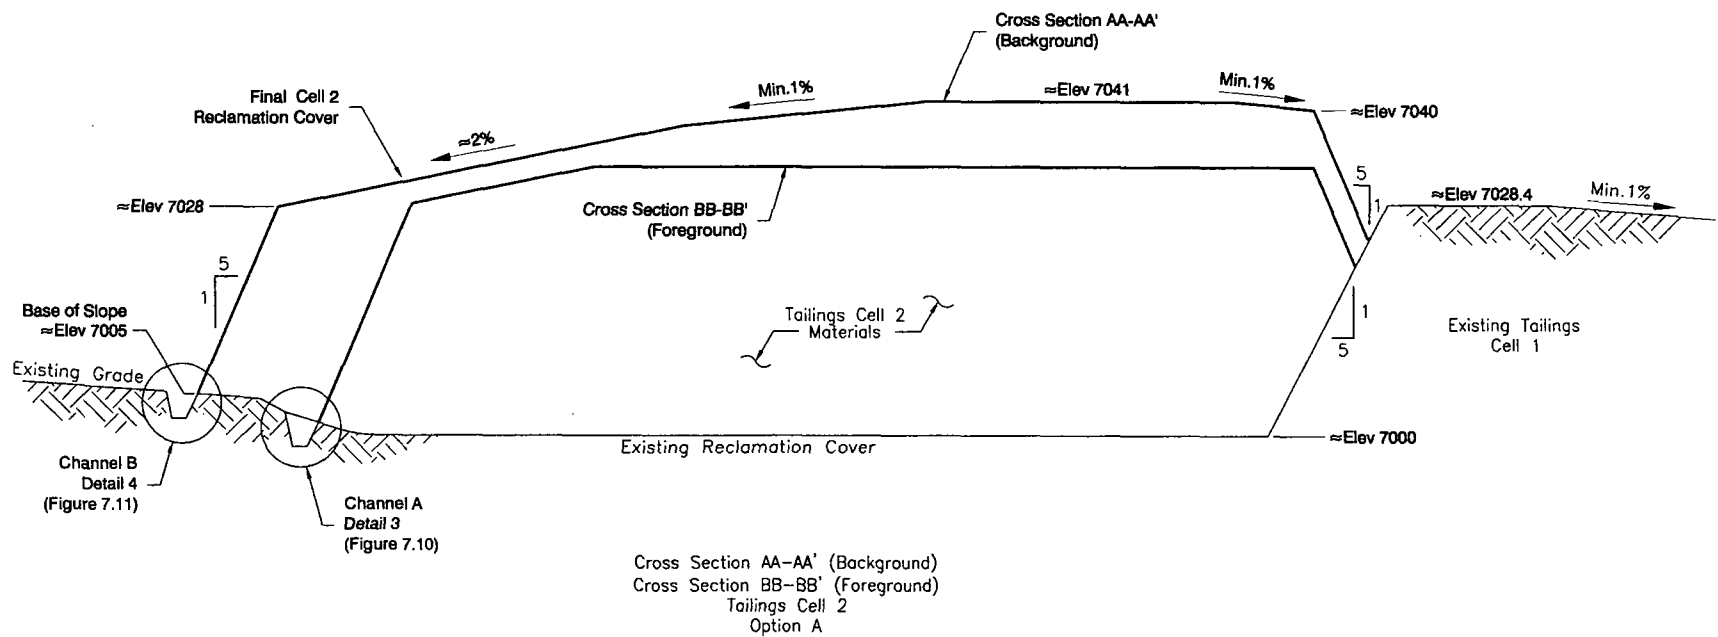 Cross Section AA-AA'
(Background)
Final Cell 2
Reclamation Cover
Min.1%
≈Elev 7041
Min.1%
≈Elev 7040
≈2%
≈Elev 7028
Cross Section BB-BB'
(Foreground)
5
1
≈Elev 7028.4
Min.1%
5
1
Base of Slope
≈Elev 7005
Tailings Cell 2
Materials
1
5
Existing Tailings
Cell 1
Existing Grade
Existing Reclamation Cover
≈Elev 7000
Channel B
Detail 4
(Figure 7.11)
Channel A
Detail 3
(Figure 7.10)
Cross Section AA-AA' (Background)
Cross Section BB-BB' (Foreground)
Tailings Cell 2
Option A